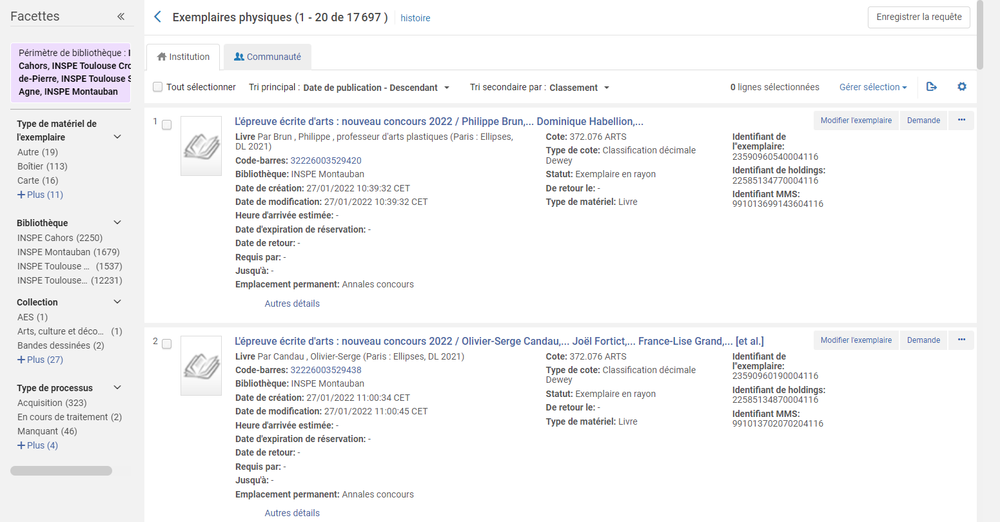 Facettes
Périmètre de bibliothèque :
Cahors, INSPE Toulouse
de-Pierre, INSPE Toulouse
Agne, INSPE Montauban
Type de matériel de
l'exemplaire
Autre (19)
Boîtier (113)
Carte (16)
Plus (11)
Bibliothèque
INSPE Cahors (2250)
INSPE Montauban (1679)
INSPE Toulouse ... (1537)
INSPE Toulouse... (12231)
Collection
AES (1)
Arts, culture et déco... (1)
Bandes dessinées (2)
Plus (27)
Type de processus
Acquisition (323)
En cours de traitement (2)
Manquant (46)
Plus (4)
Exemplaires physiques (1 - 20 de 17 697 ) histoire
Enregistrer la requête
Institution Communauté
Tout sélectionner Tri principal : Date de publication - Descendant Tri secondaire par : Classement 0 lignes sélectionnées Gérer sélection
1 L'épreuve écrite d'arts : nouveau concours 2022 / Philippe Brun,... Dominique Habellion,...
Modifier l'exemplaire Demande ...
Livre Par Brun , Philippe , professeur d'arts plastiques (Paris : Ellipses,
DL 2021)
Code-barres: 32226003529420
Bibliothèque: INSPE Montauban
Date de création: 27/01/2022 10:39:32 CET
Date de modification: 27/01/2022 10:39:32 CET
Heure d'arrivée estimée: -
Date d'expiration de réservation: -
Date de retour: -
Requis par: -
Jusqu'à: -
Emplacement permanent: Annales concours
Autres détails
Cote: 372.076 ARTS
Type de cote: Classification décimale
Dewey
Statut: Exemplaire en rayon
De retour le: -
Type de matériel: Livre
Identifiant de
l"exemplaire:
23590960540004116
Identifiant de holdings:
22585134770004116
Identifiant MMS:
991013699143604116
2 L'épreuve écrite d'arts : nouveau concours 2022 / Olivier-Serge Candau,... Joël Fortict,... France-Lise Grand,... [et al.]
Modifier l'exemplaire Demande ...
Livre Par Candau , Olivier-Serge (Paris : Ellipses, DL 2021)
Code-barres: 32226003529438
Bibliothèque: INSPE Montauban
Date de création: 27/01/2022 11:00:34 CET
Date de modification: 27/01/2022 11:00:45 CET
Heure d'arrivée estimée: -
Date d'expiration de réservation: -
Date de retour: -
Requis par: -
Jusqu'à: -
Emplacement permanent: Annales concours
Autres détails
Cote: 372.076 ARTS
Type de cote: Classification décimale
Dewey
Statut: Exemplaire en rayon
De retour le: -
Type de matériel: Livre
Identifiant de
l"exemplaire:
23590960190004116
Identifiant de holdings:
22585134870004116
Identifiant MMS:
991013702070204116